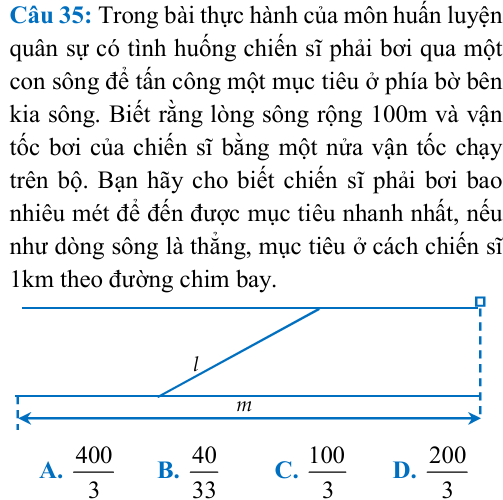 Câu 35: Trong bài thực hành của môn huấn luyện
quân sự có tình huống chiến sĩ phải bơi qua một
con sông để tấn công một mục tiêu ở phía bờ bên
kia sông. Biết rằng lòng sông rộng 100m và vận
tốc bơi của chiến sĩ bằng một nửa vận tốc chạy
trên bộ. Bạn hãy cho biết chiến sĩ phải bơi bao
nhiêu mét để đến được mục tiêu nhanh nhất, nếu
như dòng sông là thẳng, mục tiêu ở cách chiến sĩ
1km theo đường chim bay.
l
m
A. 400/3 B. 40/33 C. 100/3 D. 200/3